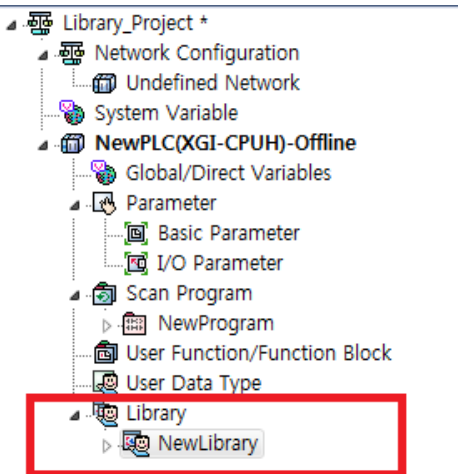 Library_Project *
Network Configuration
Undefined Network
System Variable
NewPLC(XGI-CPUH)-Offline
Global/Direct Variables
Parameter
Basic Parameter
I/O Parameter
Scan Program
NewProgram
User Function/Function Block
User Data Type
Library
NewLibrary